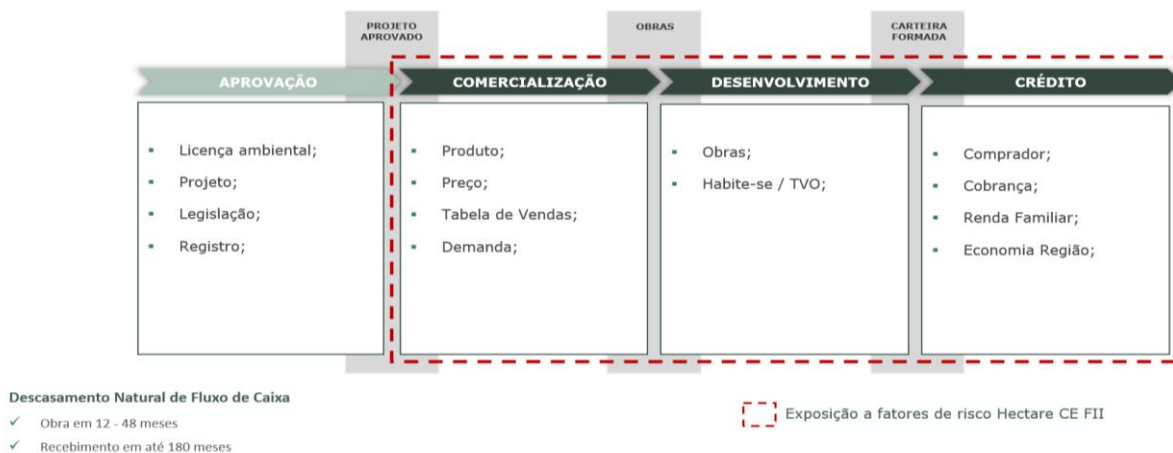 PROJETO
APROVADO
OBRAS
CARTEIRA
FORMADA
APROVAÇÃO
COMERCIALIZAÇÃO
DESENVOLVIMENTO
CRÉDITO
Licença ambiental;
Projeto;
Legislação;
Registro;
Produto;
Preço;
Tabela de Vendas;
Demanda;
Obras;
Habite-se / TVO;
Comprador;
Cobrança;
Renda Familiar;
Economia Região;
Descasamento Natural de Fluxo de Caixa
✓ Obra em 12 - 48 meses
✓ Recebimento em até 180 meses
Exposição a fatores de risco Hectare CE FII